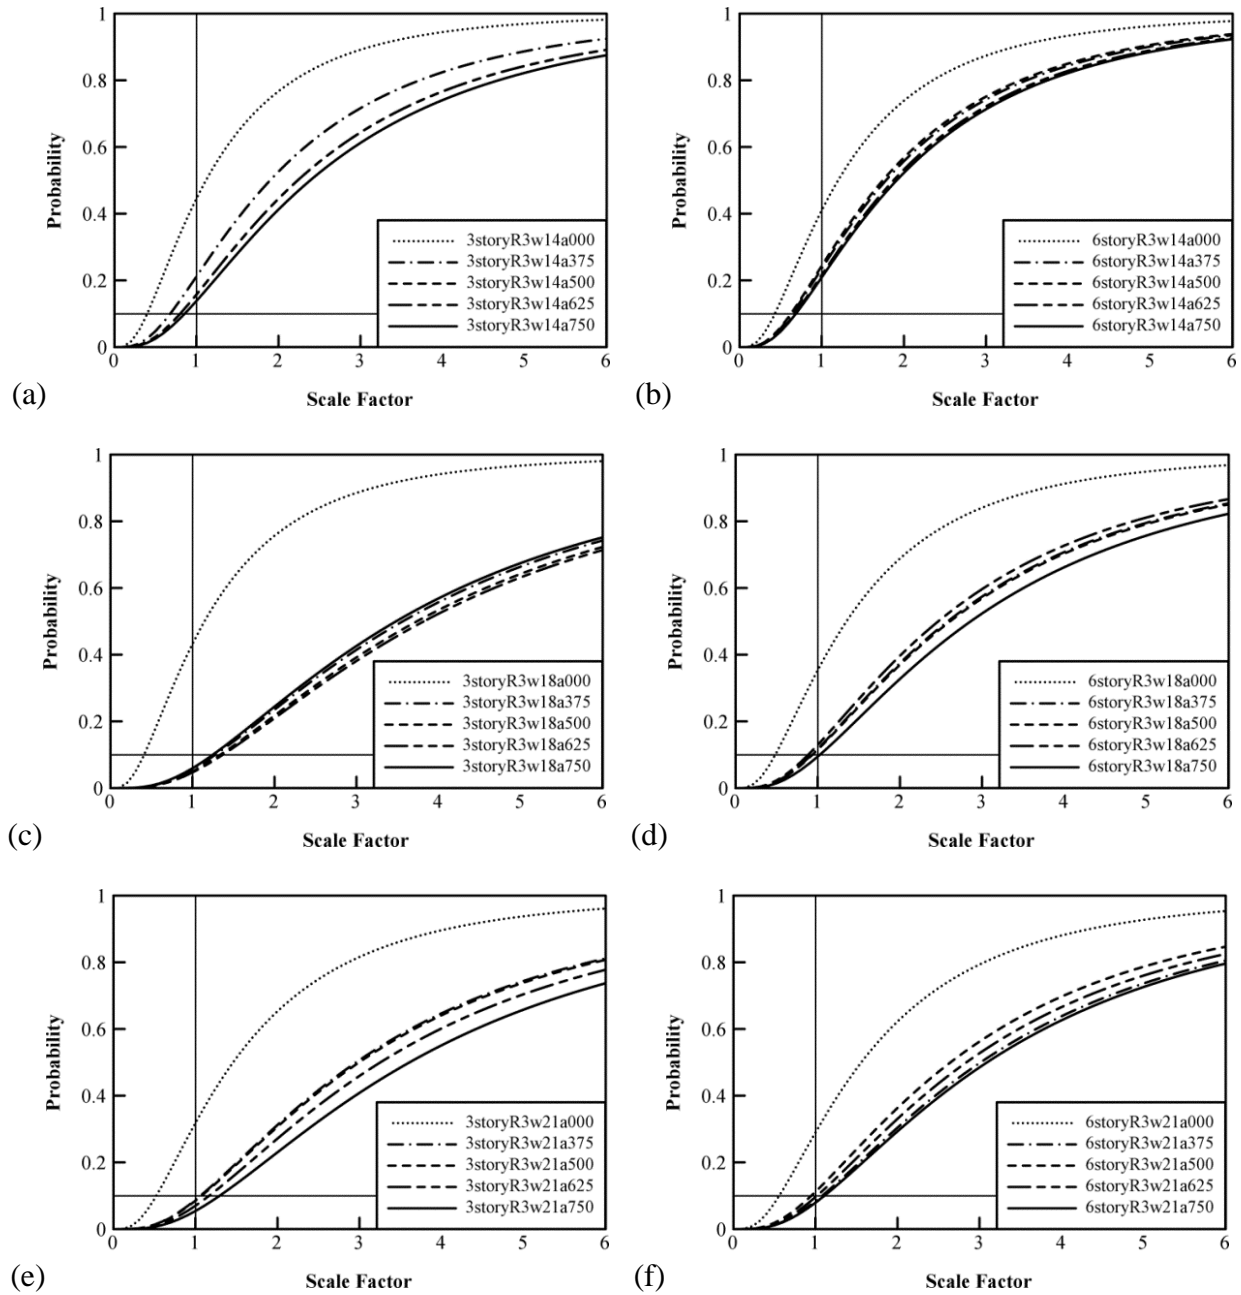 1
0.8
0.6
0.4
0.2
0
Probability
3storyR3w14a000
3storyR3w14a375
3storyR3w14a500
3storyR3w14a625
3storyR3w14a750
0 1 2 3 4 5 6
Scale Factor
(a)
1
0.8
0.6
0.4
0.2
0
Probability
6storyR3w14a000
6storyR3w14a375
6storyR3w14a500
6storyR3w14a625
6storyR3w14a750
0 1 2 3 4 5 6
Scale Factor
(b)
1
0.8
0.6
0.4
0.2
0
Probability
3storyR3w18a000
3storyR3w18a375
3storyR3w18a500
3storyR3w18a625
3storyR3w18a750
0 1 2 3 4 5 6
Scale Factor
(c)
1
0.8
0.6
0.4
0.2
0
Probability
6storyR3w18a000
6storyR3w18a375
6storyR3w18a500
6storyR3w18a625
6storyR3w18a750
0 1 2 3 4 5 6
Scale Factor
(d)
1
0.8
0.6
0.4
0.2
0
Probability
3storyR3w21a000
3storyR3w21a375
3storyR3w21a500
3storyR3w21a625
3storyR3w21a750
0 1 2 3 4 5 6
Scale Factor
(e)
1
0.8
0.6
0.4
0.2
0
Probability
6storyR3w21a000
6storyR3w21a375
6storyR3w21a500
6storyR3w21a625
6storyR3w21a750
0 1 2 3 4 5 6
Scale Factor
(f)